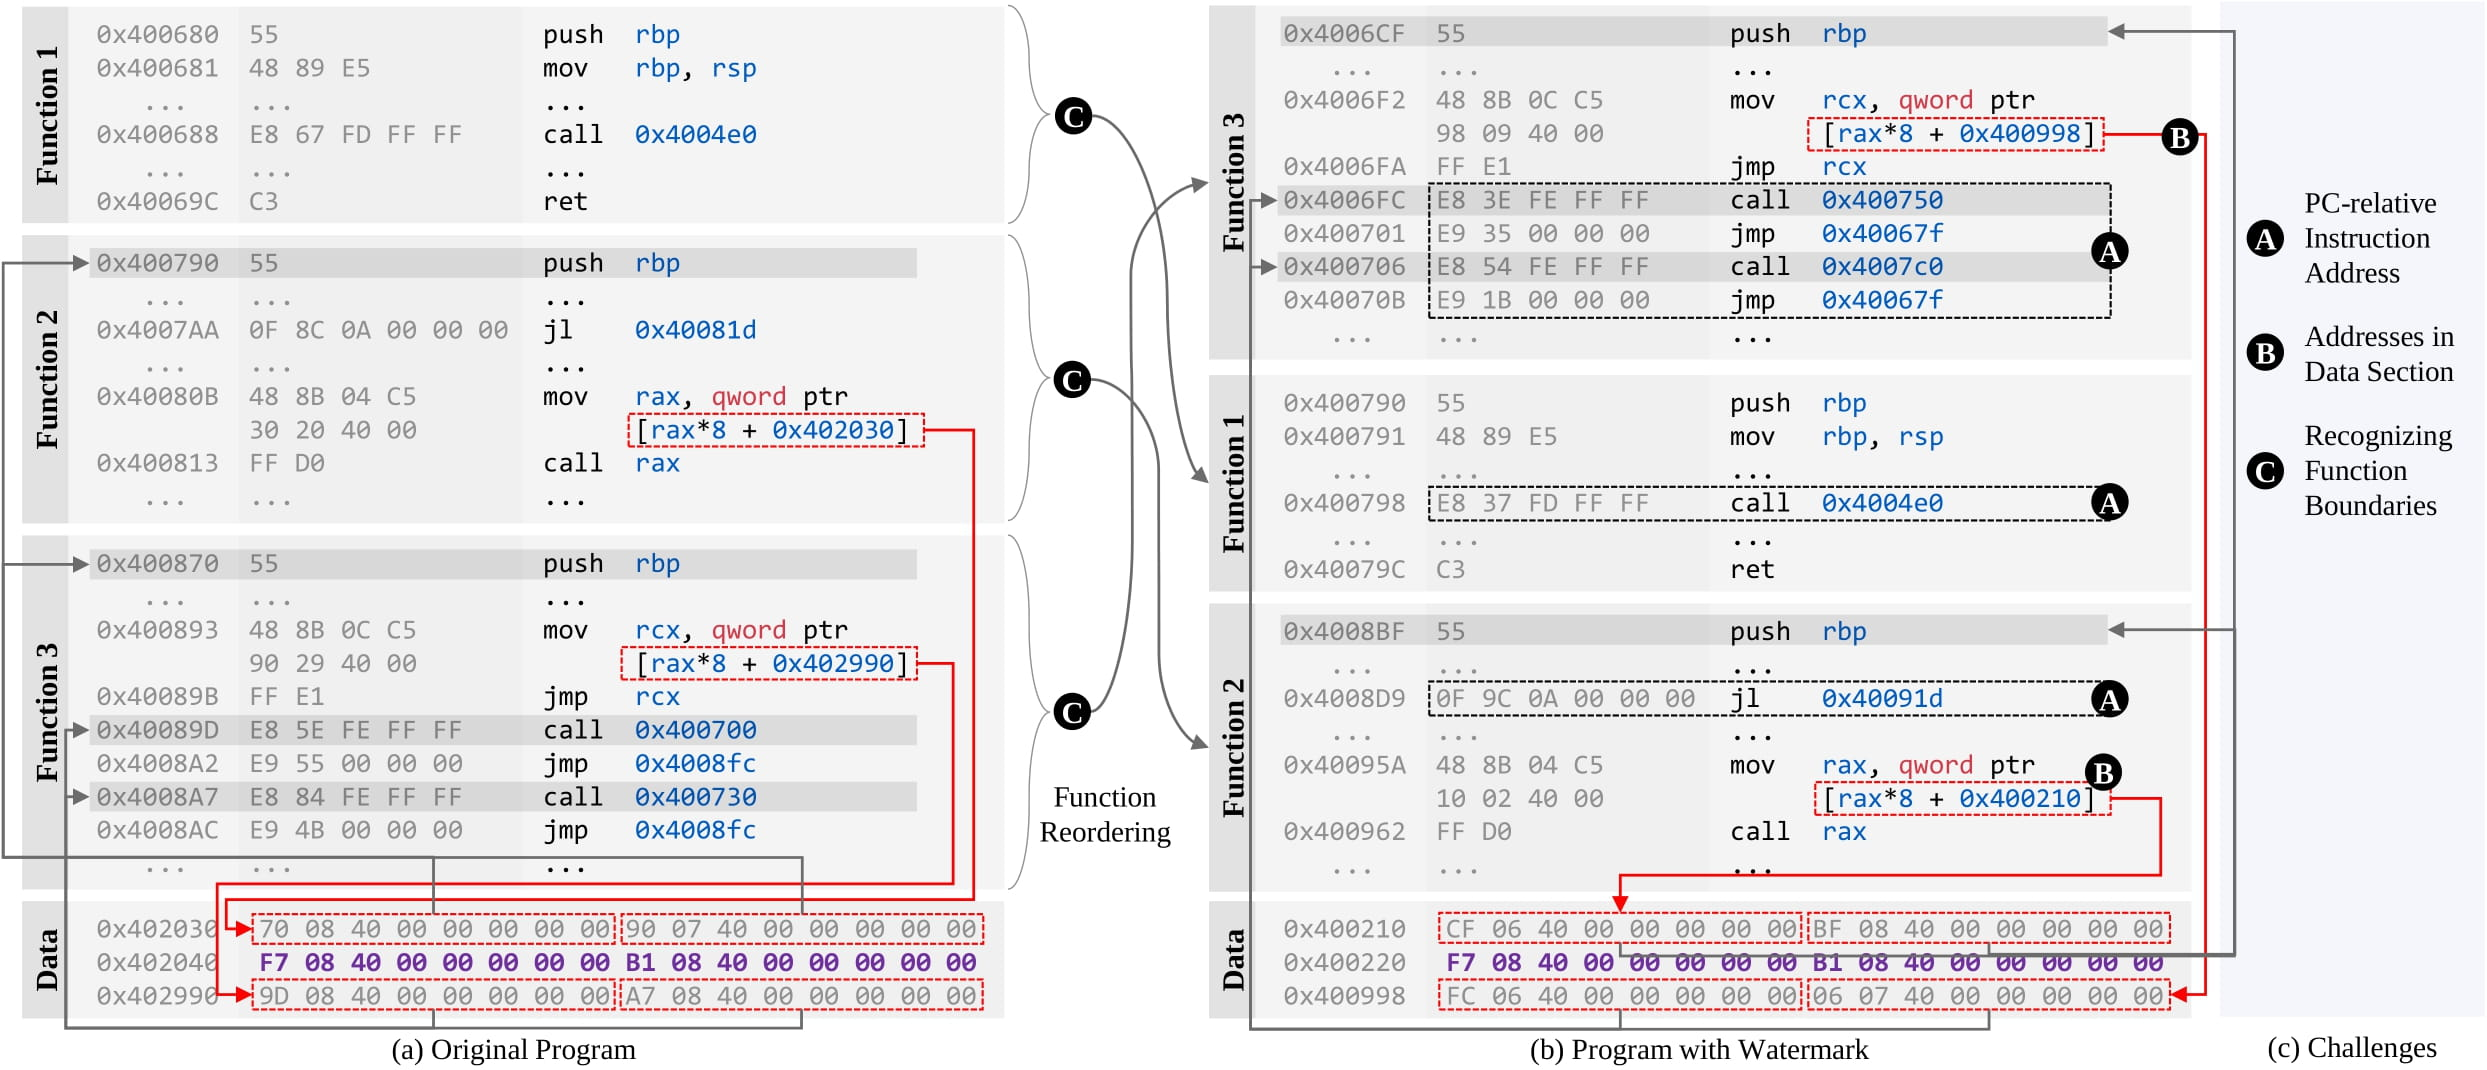 Function 1
0x400680 55 push rbp
0x400681 48 89 E5 mov rbp, rsp
... ... ...
0x400688 E8 67 FD FF FF call 0x4004e0
... ... ...
0x40069C C3 ret
Function 2
0x400790 55 push rbp
... ... ...
0x4007AA 0F 8C 0A 00 00 00 jl 0x40081d
... ... ...
0x40080B 48 8B 04 C5 mov rax, qword ptr
30 20 40 00 [rax*8 + 0x402030]
0x400813 FF D0 call rax
... ... ...
Function 3
0x400870 55 push rbp
... ... ...
0x400893 48 8B 0C C5 mov rcx, qword ptr
90 29 40 00 [rax*8 + 0x402990]
0x40089B FF E1 jmp rcx
0x40089D E8 5E FE FF FF call 0x400700
0x4008A2 E9 55 00 00 00 jmp 0x4008fc
0x4008A7 E8 84 FE FF FF call 0x400730
0x4008AC E9 4B 00 00 00 jmp 0x4008fc
... ... ...
Data
0x402030 70 08 40 00 00 00 00 00 90 07 40 00 00 00 00 00
0x402040 F7 08 40 00 00 00 00 00 B1 08 40 00 00 00 00 00
0x402990 9D 08 40 00 00 00 00 00 A7 08 40 00 00 00 00 00
(a) Original Program
C
C
C
Function
Reordering
Function 3
0x4006CF 55 push rbp
... ... ...
0x4006F2 48 8B 0C C5 mov rcx, qword ptr
98 09 40 00 [rax*8 + 0x400998] B
0x4006FA FF E1 jmp rcx
0x4006FC E8 3E FE FF FF call 0x400750
0x400701 E9 35 00 00 00 jmp 0x40067f
A
0x400706 E8 54 FE FF FF call 0x4007c0
0x40070B E9 1B 00 00 00 jmp 0x40067f
... ... ...
Function 1
0x400790 55 push rbp
0x400791 48 89 E5 mov rbp, rsp
... ... ...
0x400798 E8 37 FD FF FF call 0x4004e0 A
... ... ...
0x40079C C3 ret
Function 2
0x4008BF 55 push rbp
... ... ...
0x4008D9 0F 9C 0A 00 00 00 jl 0x40091d A
... ... ...
0x40095A 48 8B 04 C5 mov rax, qword ptr B
10 02 40 00 [rax*8 + 0x400210]
0x400962 FF D0 call rax
... ... ...
Data
0x400210 CF 06 40 00 00 00 00 00 BF 08 40 00 00 00 00 00
0x400220 F7 08 40 00 00 00 00 00 B1 08 40 00 00 00 00 00
0x400998 FC 06 40 00 00 00 00 00 06 07 40 00 00 00 00 00
(b) Program with Watermark
A PC-relative
Instruction
Address
B Addresses in
Data Section
C Recognizing
Function
Boundaries
(c) Challenges